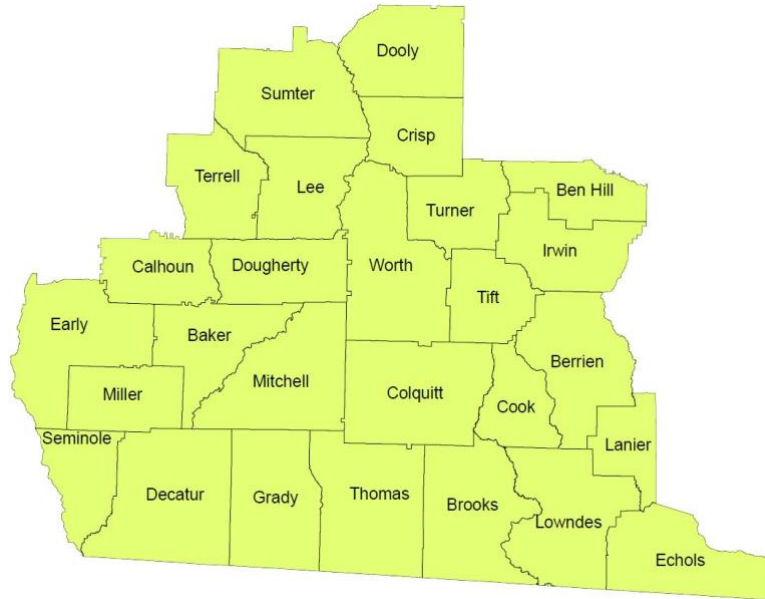 Dooly
Sumter
Crisp
Terrell
Lee
Ben Hill
Turner
Irwin
Calhoun
Dougherty
Worth
Tift
Early
Baker
Berrien
Mitchell
Miller
Colquitt
Cook
Seminole
Lanier
Decatur
Grady
Thomas
Brooks
Lowndes
Echols